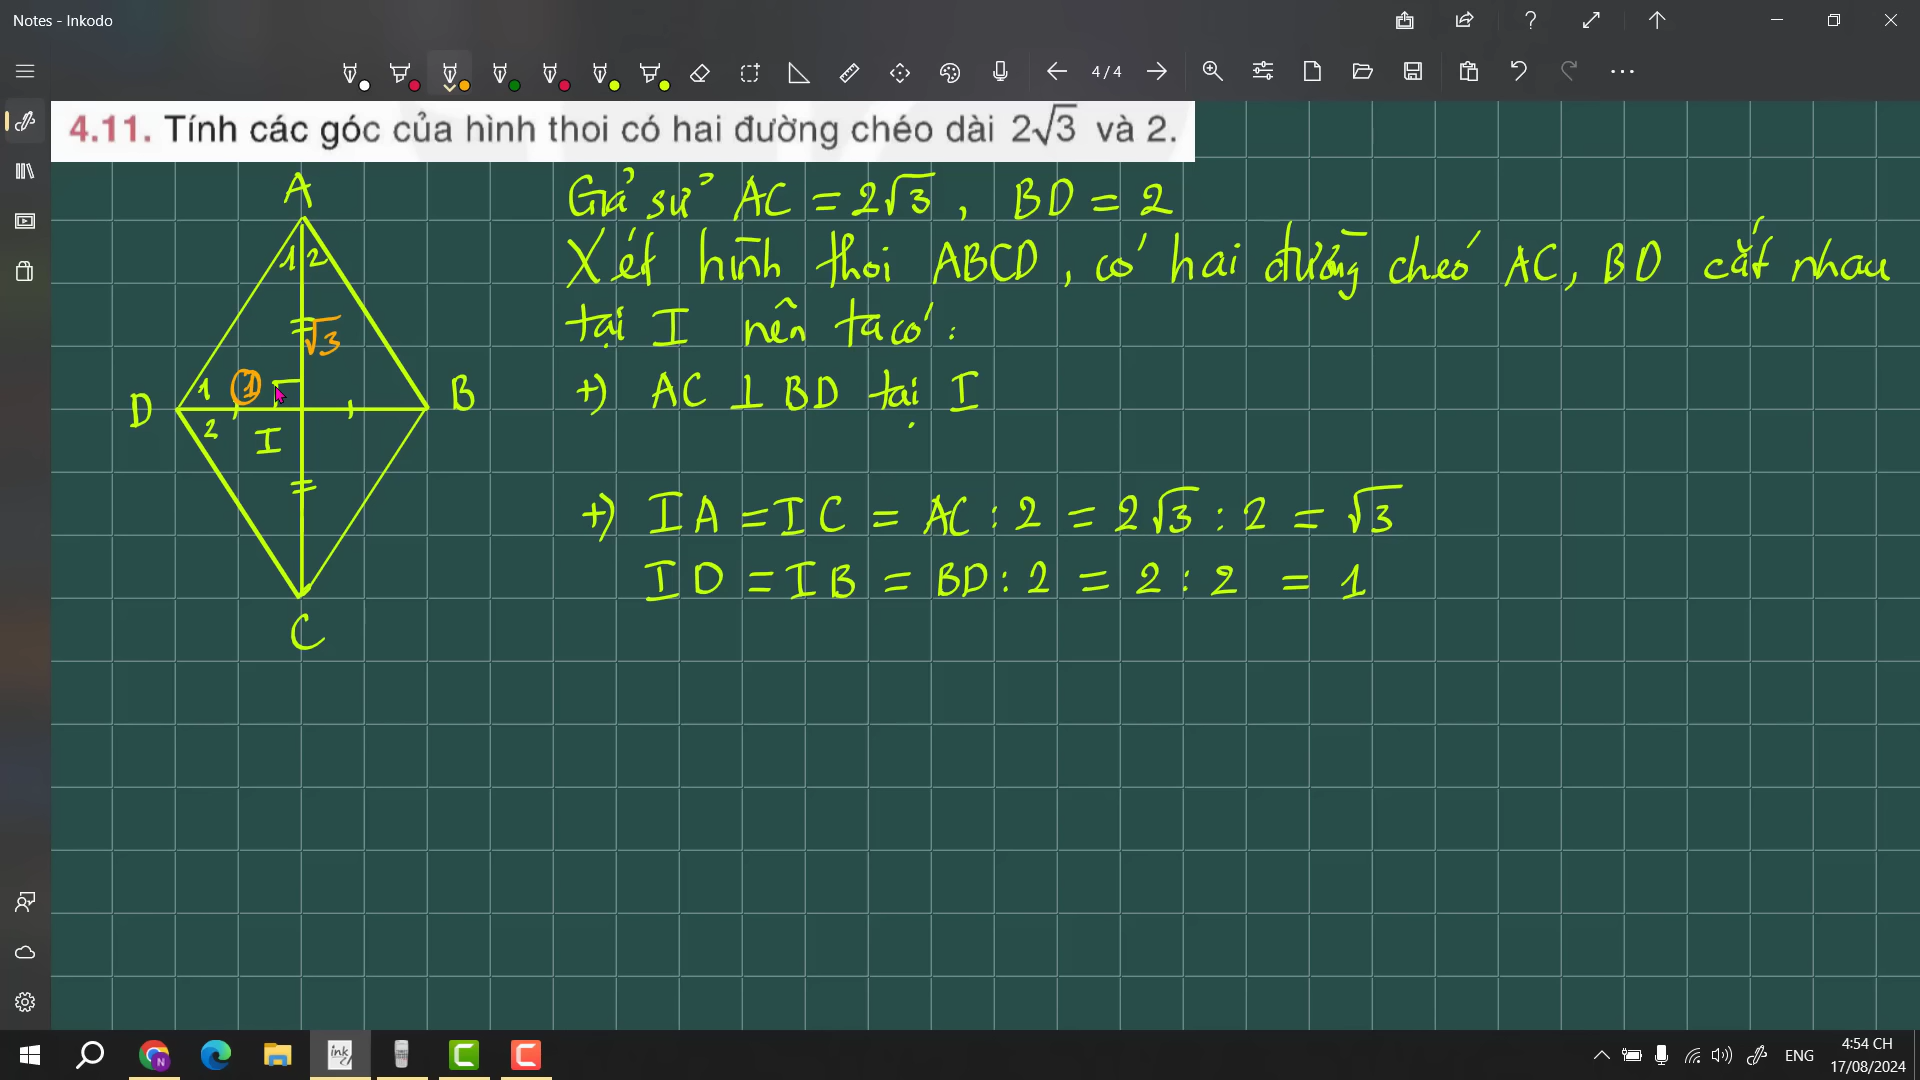 Notes - Inkodo
4 / 4
4.11. Tính các góc của hình thoi có hai đường chéo dài 2√3 và 2.
A
1 2
√3
D 1 1 B
2 I
C
Giả sử AC = 2√3 , BD = 2
Xét hình thoi ABCD, có hai đường chéo AC, BD cắt nhau
tại I nên ta có :
+) AC ⊥ BD tại I
+) IA = IC = AC : 2 = 2√3 : 2 = √3
ID = IB = BD : 2 = 2 : 2 = 1
N
ink
C
C
ENG
4:54 CH
17/08/2024